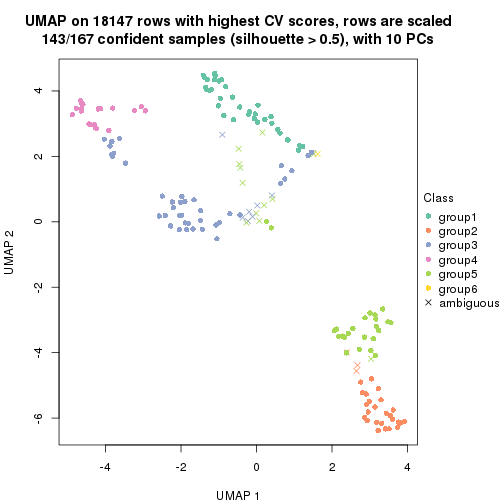 UMAP on 18147 rows with highest CV scores, rows are scaled
143/167 confident samples (silhouette > 0.5), with 10 PCs
4
2
0
-2
-4
-6
UMAP 2
-4
-2
0
2
4
UMAP 1
Class
group1
group2
group3
group4
group5
group6
ambiguous